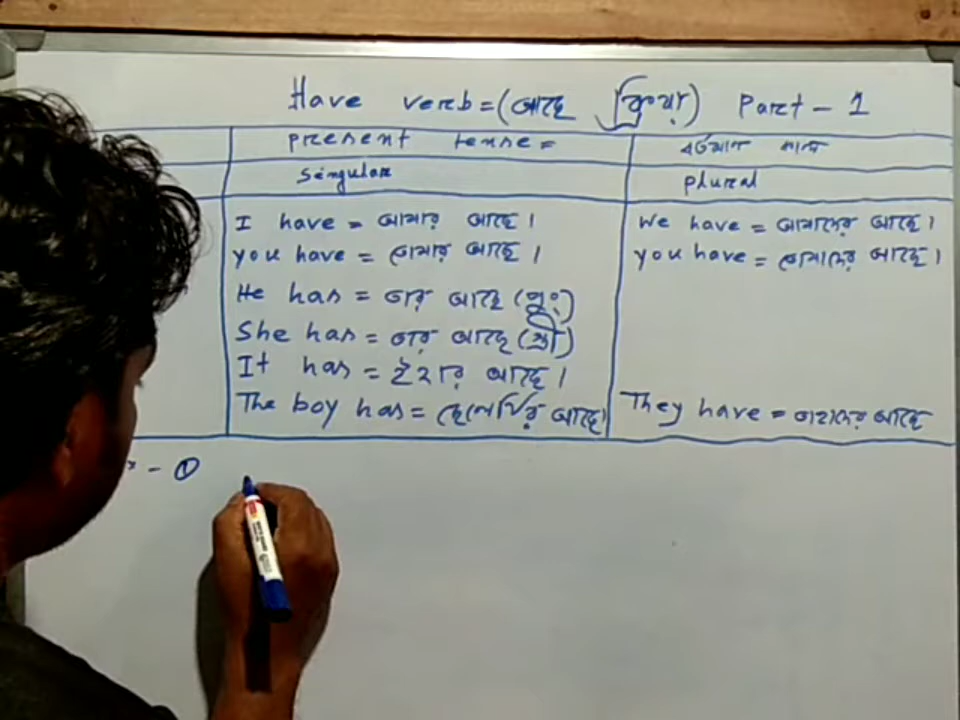 Have verb = (আছে ক্রিয়া) Part - 1
present tense = বর্তমান কাল
singular plural
I have = আমার আছে। We have = আমাদের আছে।
you have = তোমার আছে। you have = তোমাদের আছে।
He has = তার আছে (পুং)
She has = তার আছে (স্ত্রী)
It has = ইহার আছে।
The boy has = ছেলেটির আছে। They have = তাহাদের আছে
- ①